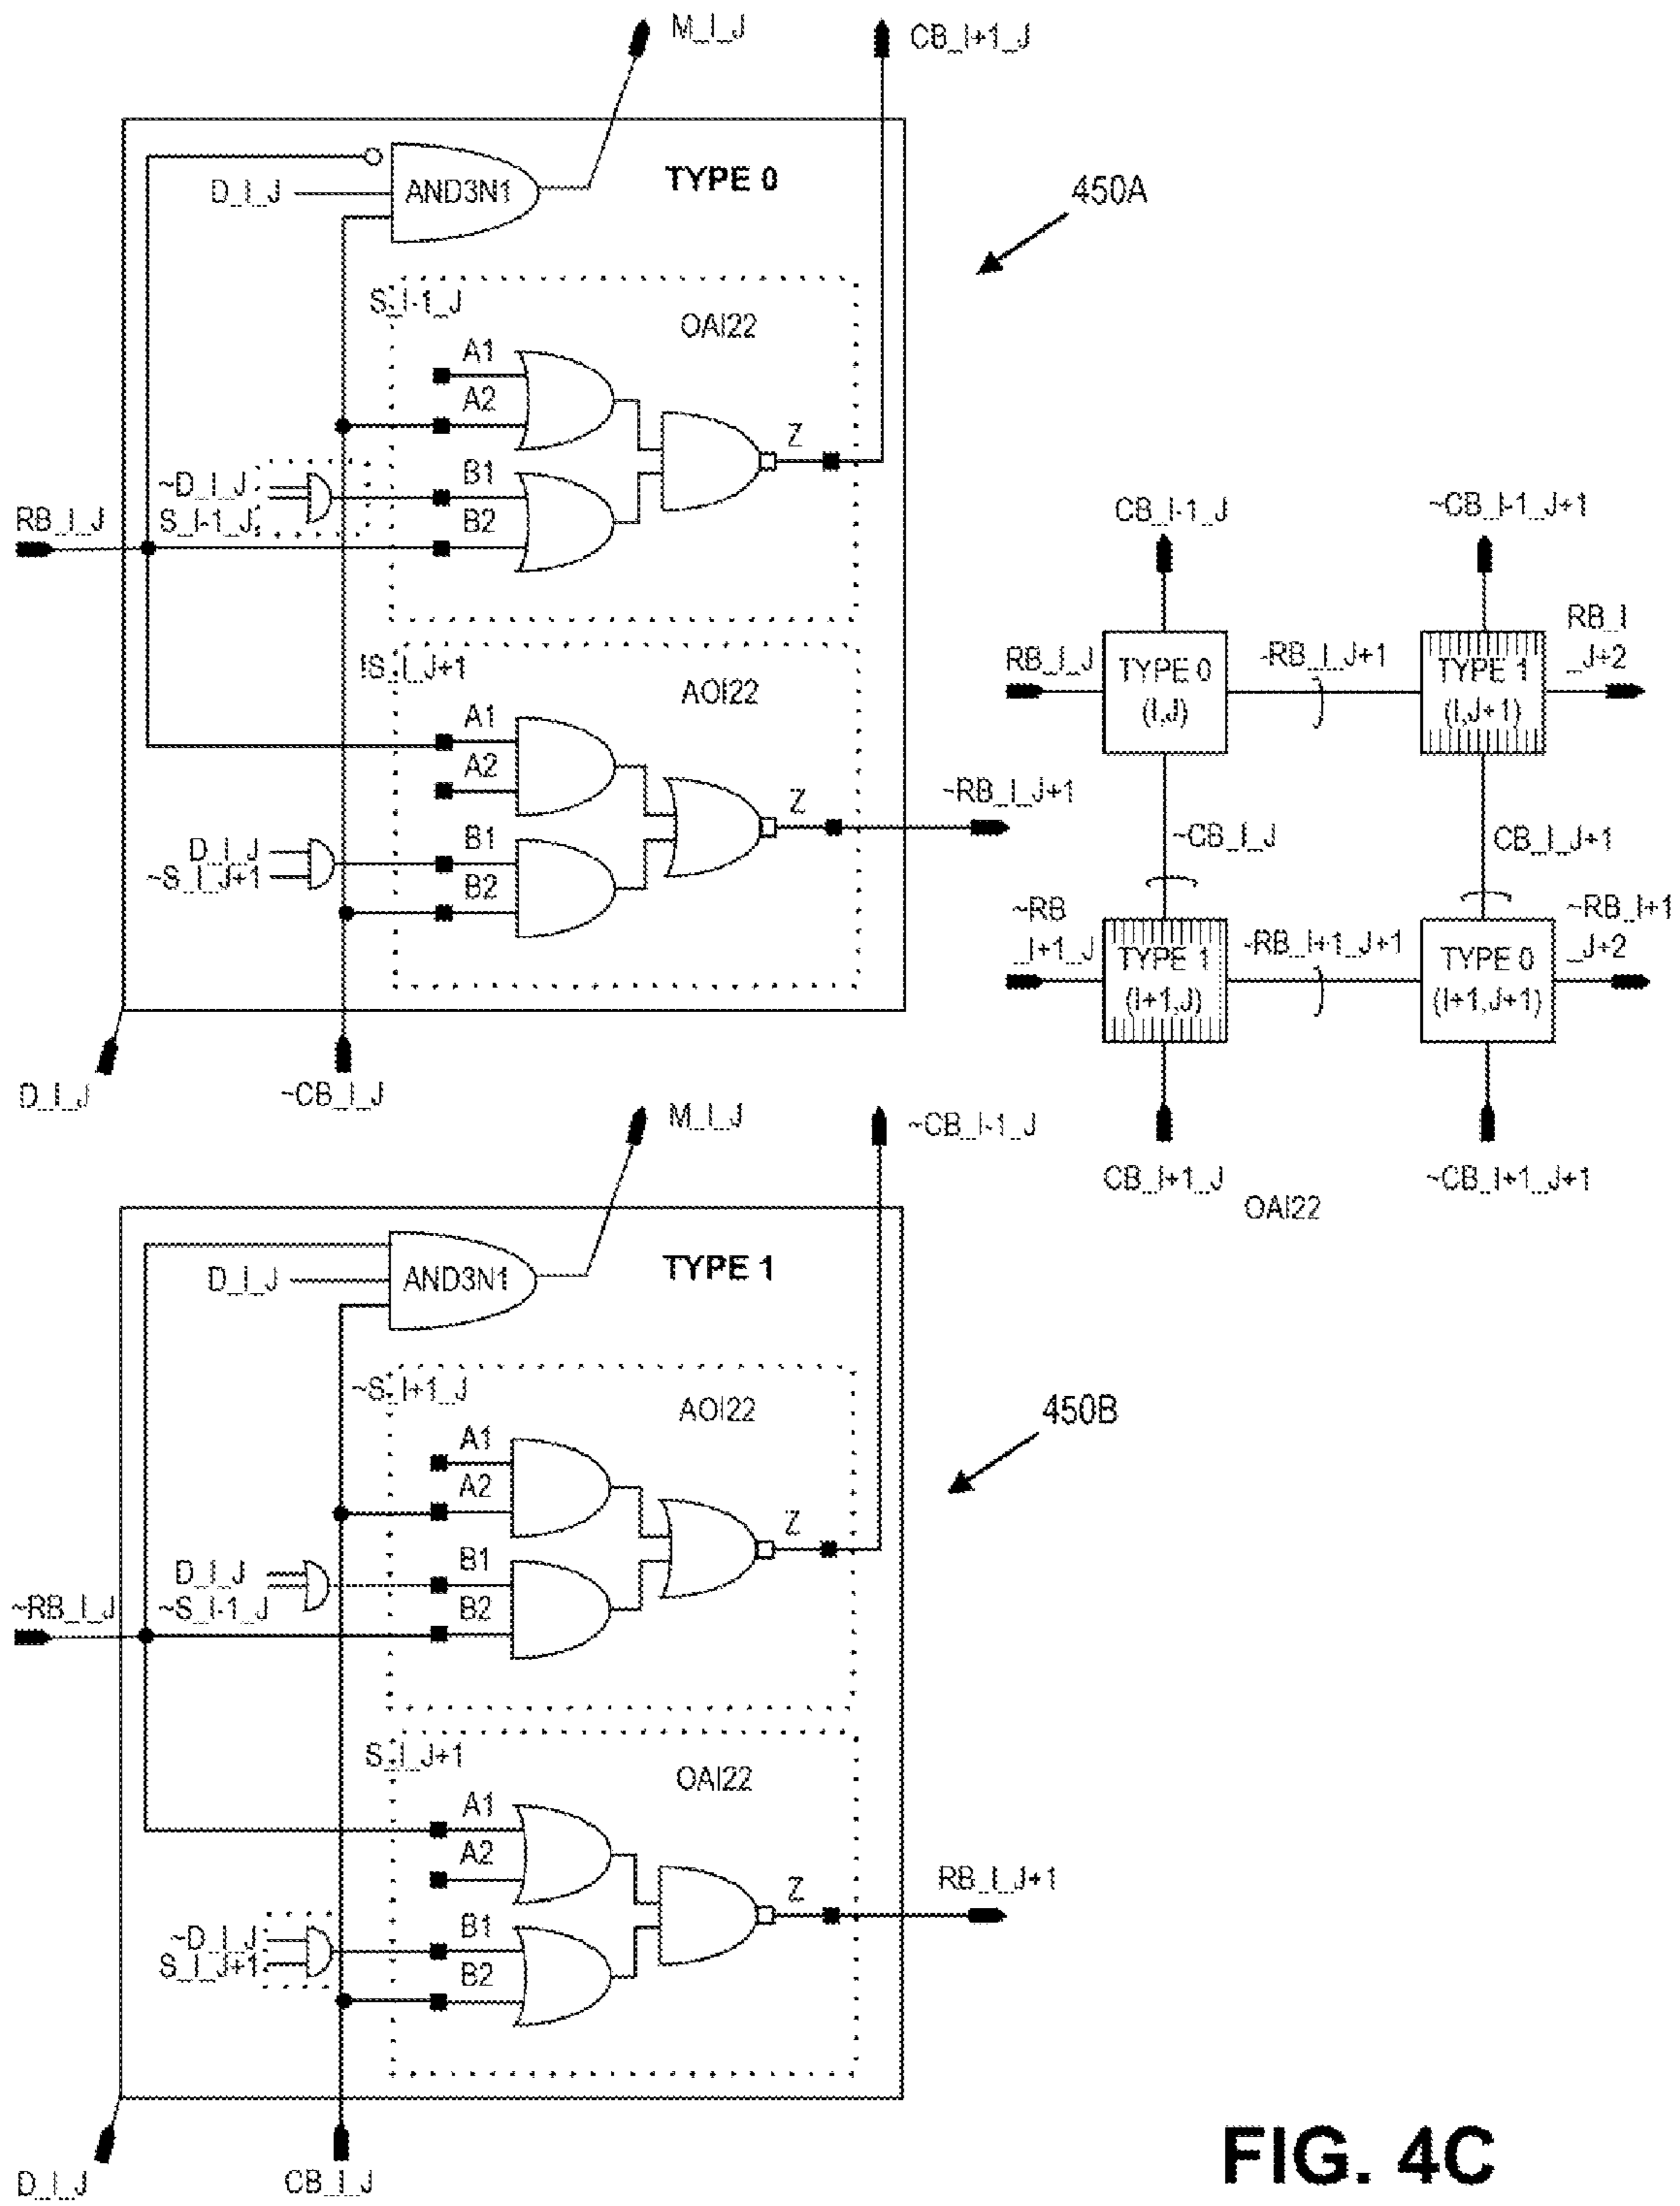 M_I_J
CB_I+1_J
AND3N1
TYPE 0
D_I_J
450A
S_I-1_J
OAI22
A1
A2
Z
B1
~D_I_J
S_I-1_J
B2
RB_I_J
!S_I_J+1
AOI22
A1
A2
Z
~RB_I_J+1
B1
D_I_J
~S_I_J+1
B2
D_I_J
~CB_I_J
CB_I-1_J
~CB_I-1_J+1
RB_I_J
TYPE 0
(I,J)
~RB_I_J+1
TYPE 1
(I,J+1)
RB_I
_J+2
~CB_I_J
CB_I_J+1
~RB
_I+1_J
TYPE 1
(I+1,J)
~RB_I+1_J+1
TYPE 0
(I+1,J+1)
~RB_I+1
_J+2
CB_I+1_J
~CB_I+1_J+1
OAI22
M_I_J
~CB_I-1_J
AND3N1
TYPE 1
D_I_J
~S_I+1_J
AOI22
450B
A1
A2
Z
B1
D_I_J
~S_I-1_J
B2
~RB_I_J
S_I_J+1
OAI22
A1
A2
Z
RB_I_J+1
B1
~D_I_J
S_I_J+1
B2
D_I_J
CB_I_J
FIG. 4C